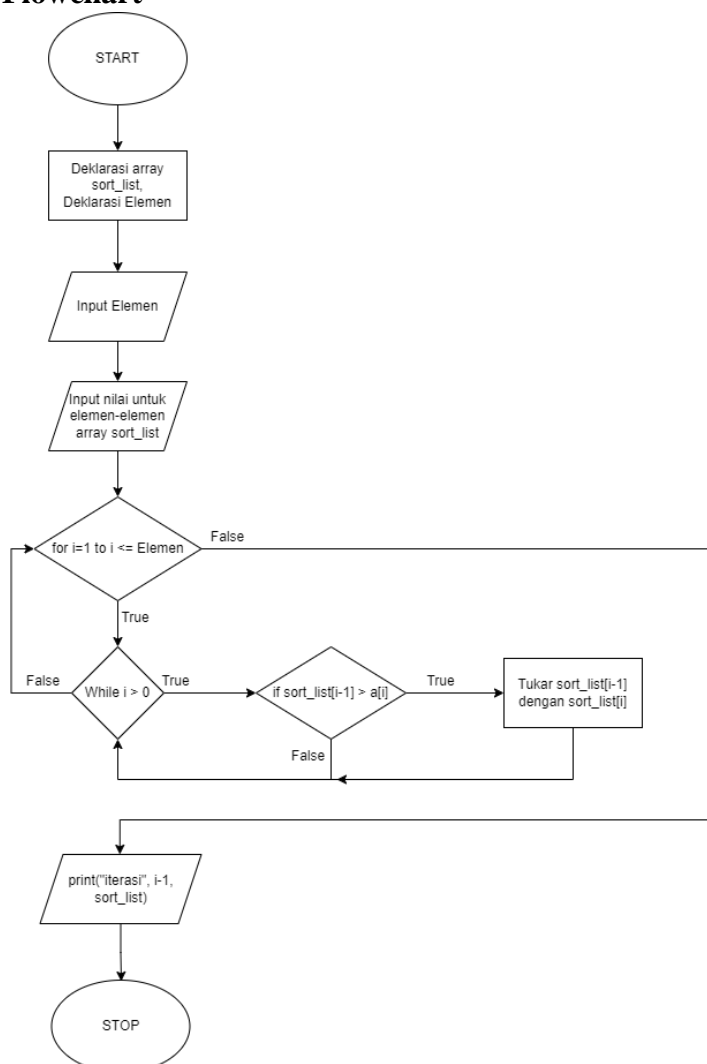 Flowchart
START
Deklarasi array
sort_list,
Deklarasi Elemen
Input Elemen
Input nilai untuk
elemen-elemen
array sort_list
for i=1 to i <= Elemen
False
True
False
While i > 0
True
if sort_list[i-1] > a[i]
True
Tukar sort_list[i-1]
dengan sort_list[i]
False
print("iterasi", i-1,
sort_list)
STOP